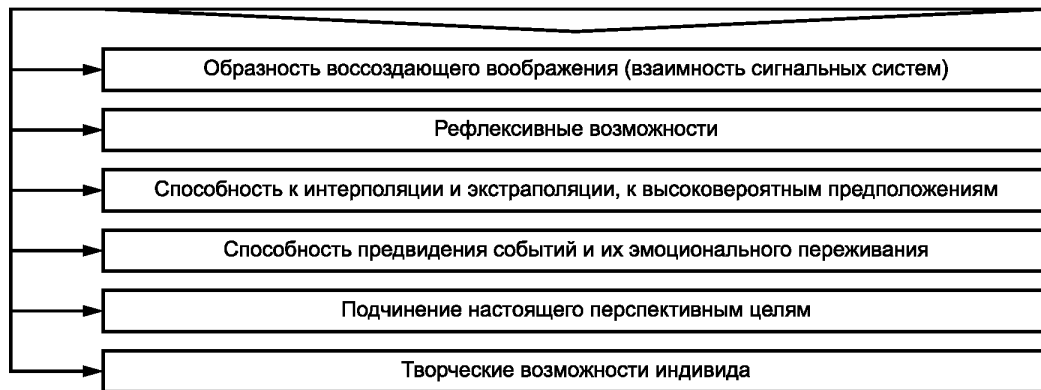 Образность воссоздающего воображения (взаимность сигнальных систем)
Рефлексивные возможности
Способность к интерполяции и экстраполяции, к высоковероятным предположениям
Способность предвидения событий и их эмоционального переживания
Подчинение настоящего перспективным целям
Творческие возможности индивида